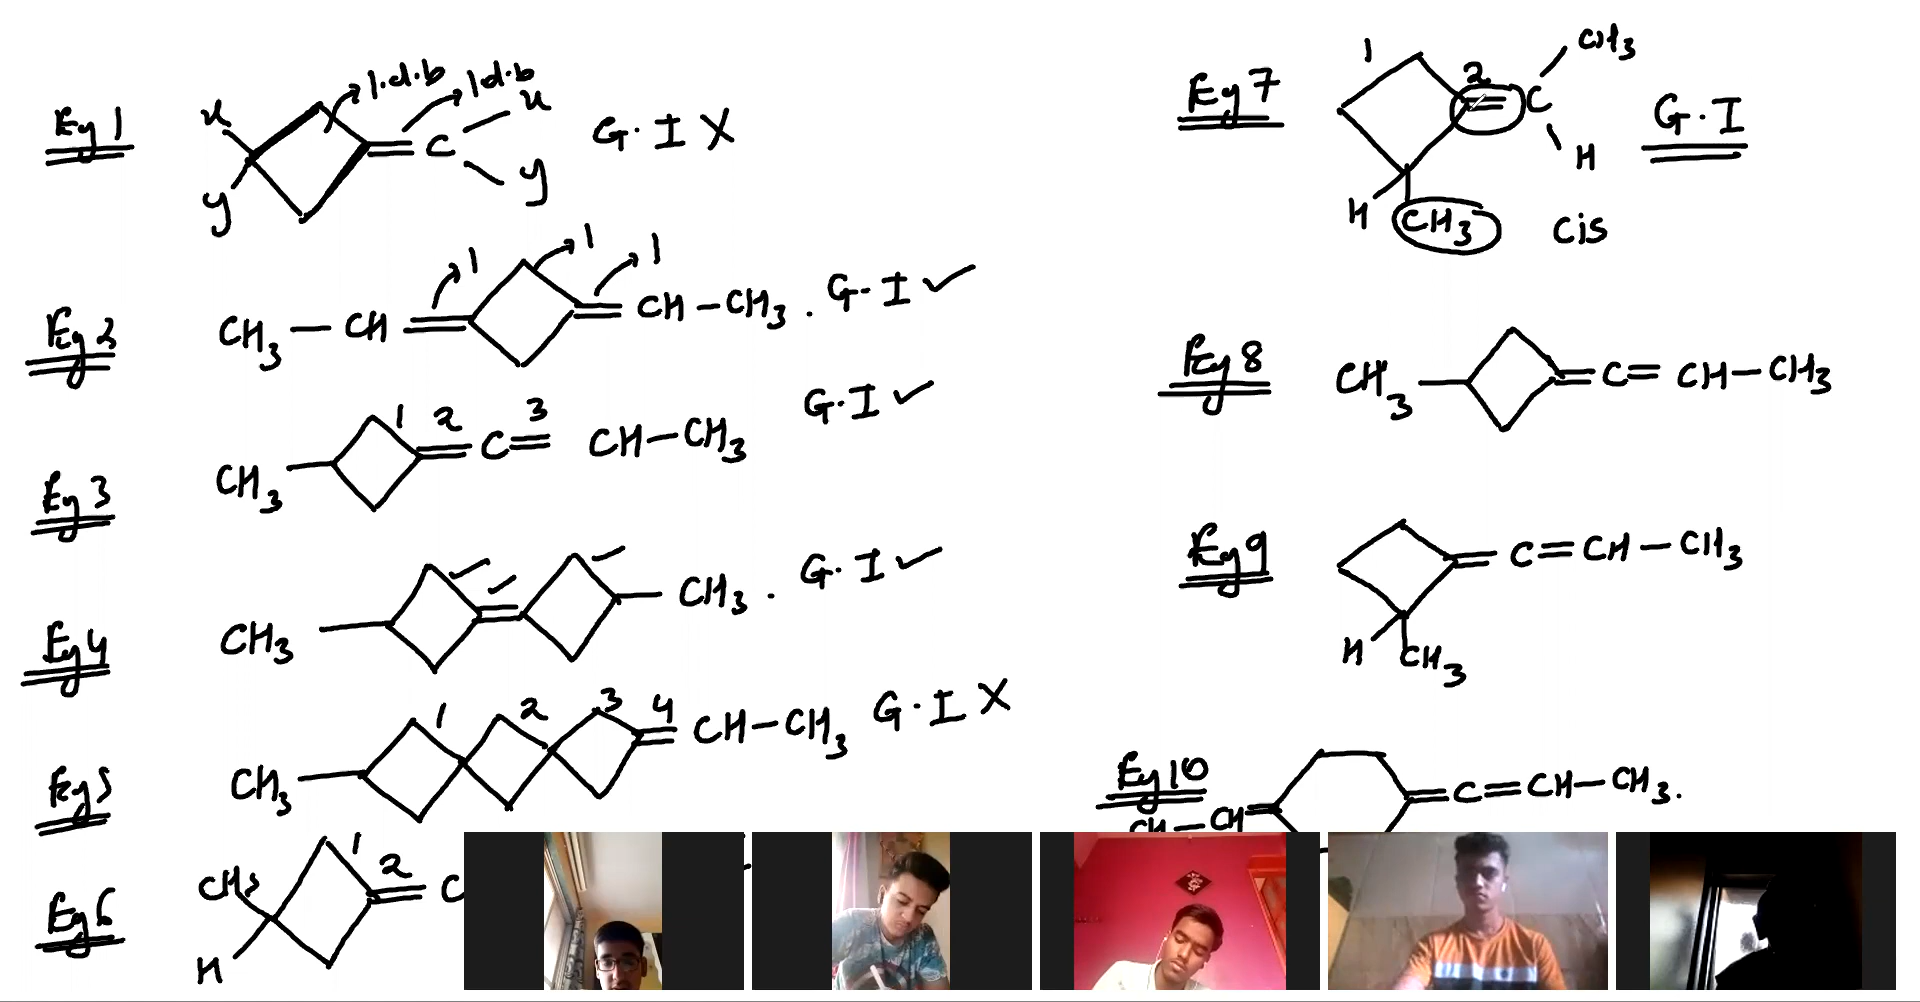 Eg 1
x
y
1.d.b
1d.b
= C
x
y
G.I X
Eg 2
CH3 — CH =
1
1
1
= CH — CH3 . G.I ✓
Eg 3
CH3
1 2 3
= C = CH — CH3
G.I ✓
Eg 4
CH3
✓ ✓ ✓
=
— CH3 . G.I ✓
Eg 5
CH3
1 2 3 4
= CH — CH3 G.I X
Eg 6
CH3
H
1 2
= C
Eg 7
1 2
= C
CH3
H
G.I
H
CH3
cis
Eg 8
CH3 —
= C = CH — CH3
Eg 9
= C = CH — CH3
H
CH3
Eg 10
CH — CH =
= C = CH — CH3.